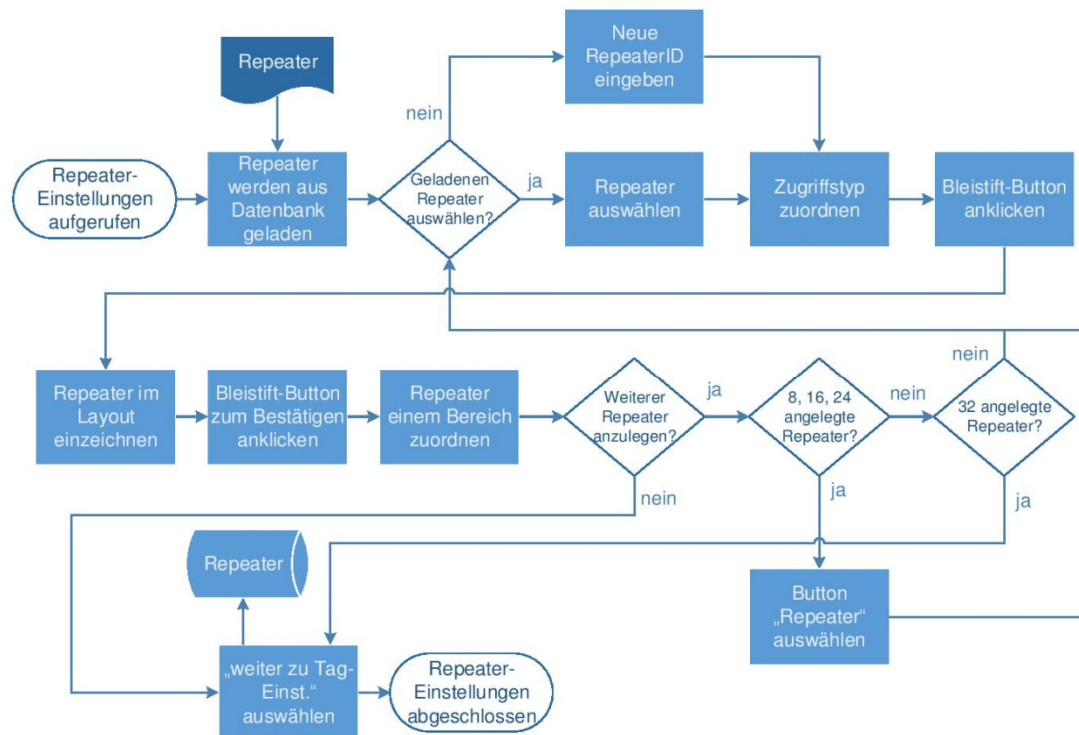 Repeater
Neue
RepeaterID
eingeben
nein
Repeater-
Einstellungen
aufgerufen
Repeater
werden aus
Datenbank
geladen
Geladenen
Repeater
auswählen?
ja
Repeater
auswählen
Zugriffstyp
zuordnen
Bleistift-Button
anklicken
Repeater im
Layout
einzeichnen
Bleistift-Button
zum Bestätigen
anklicken
Repeater
einem Bereich
zuordnen
Weiterer
Repeater
anzulegen?
ja
8, 16, 24
angelegte
Repeater?
nein
32 angelegte
Repeater?
nein
nein
ja
ja
Repeater
Button
„Repeater“
auswählen
„weiter zu Tag-
Einst.“
auswählen
Repeater-
Einstellungen
abgeschlossen